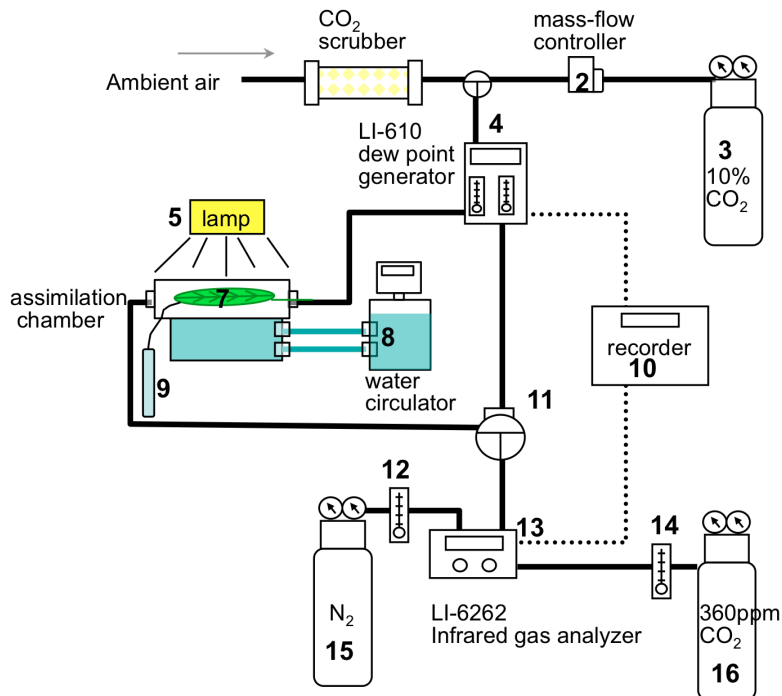 CO2
scrubber
mass-flow
controller
Ambient air
2
4
LI-610
dew point
generator
3
10%
CO2
5 lamp
7
assimilation
chamber
8
9
water
circulator
recorder
10
11
12
13
14
N2
15
LI-6262
Infrared gas analyzer
360ppm
CO2
16